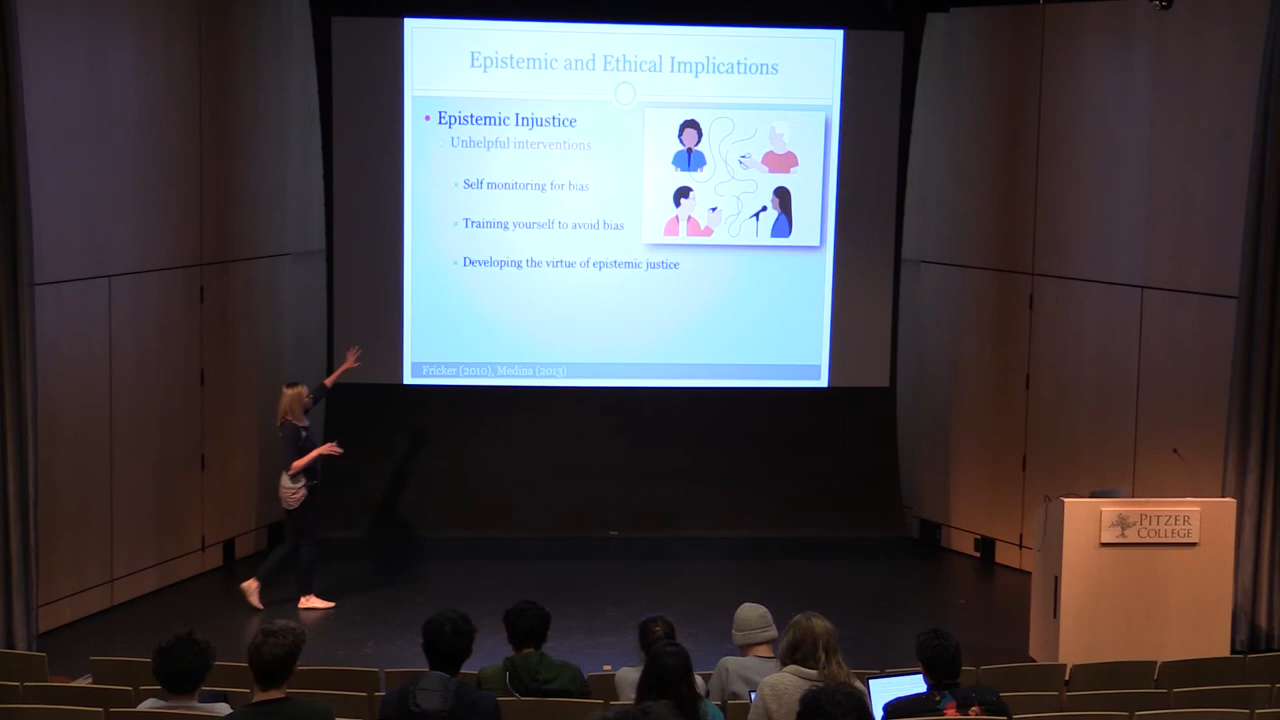 Epistemic and Ethical Implications
Epistemic Injustice
Unhelpful interventions
Self monitoring for bias
Training yourself to avoid bias
Developing the virtue of epistemic justice
Fricker (2010), Medina (2013)
PITZER
COLLEGE